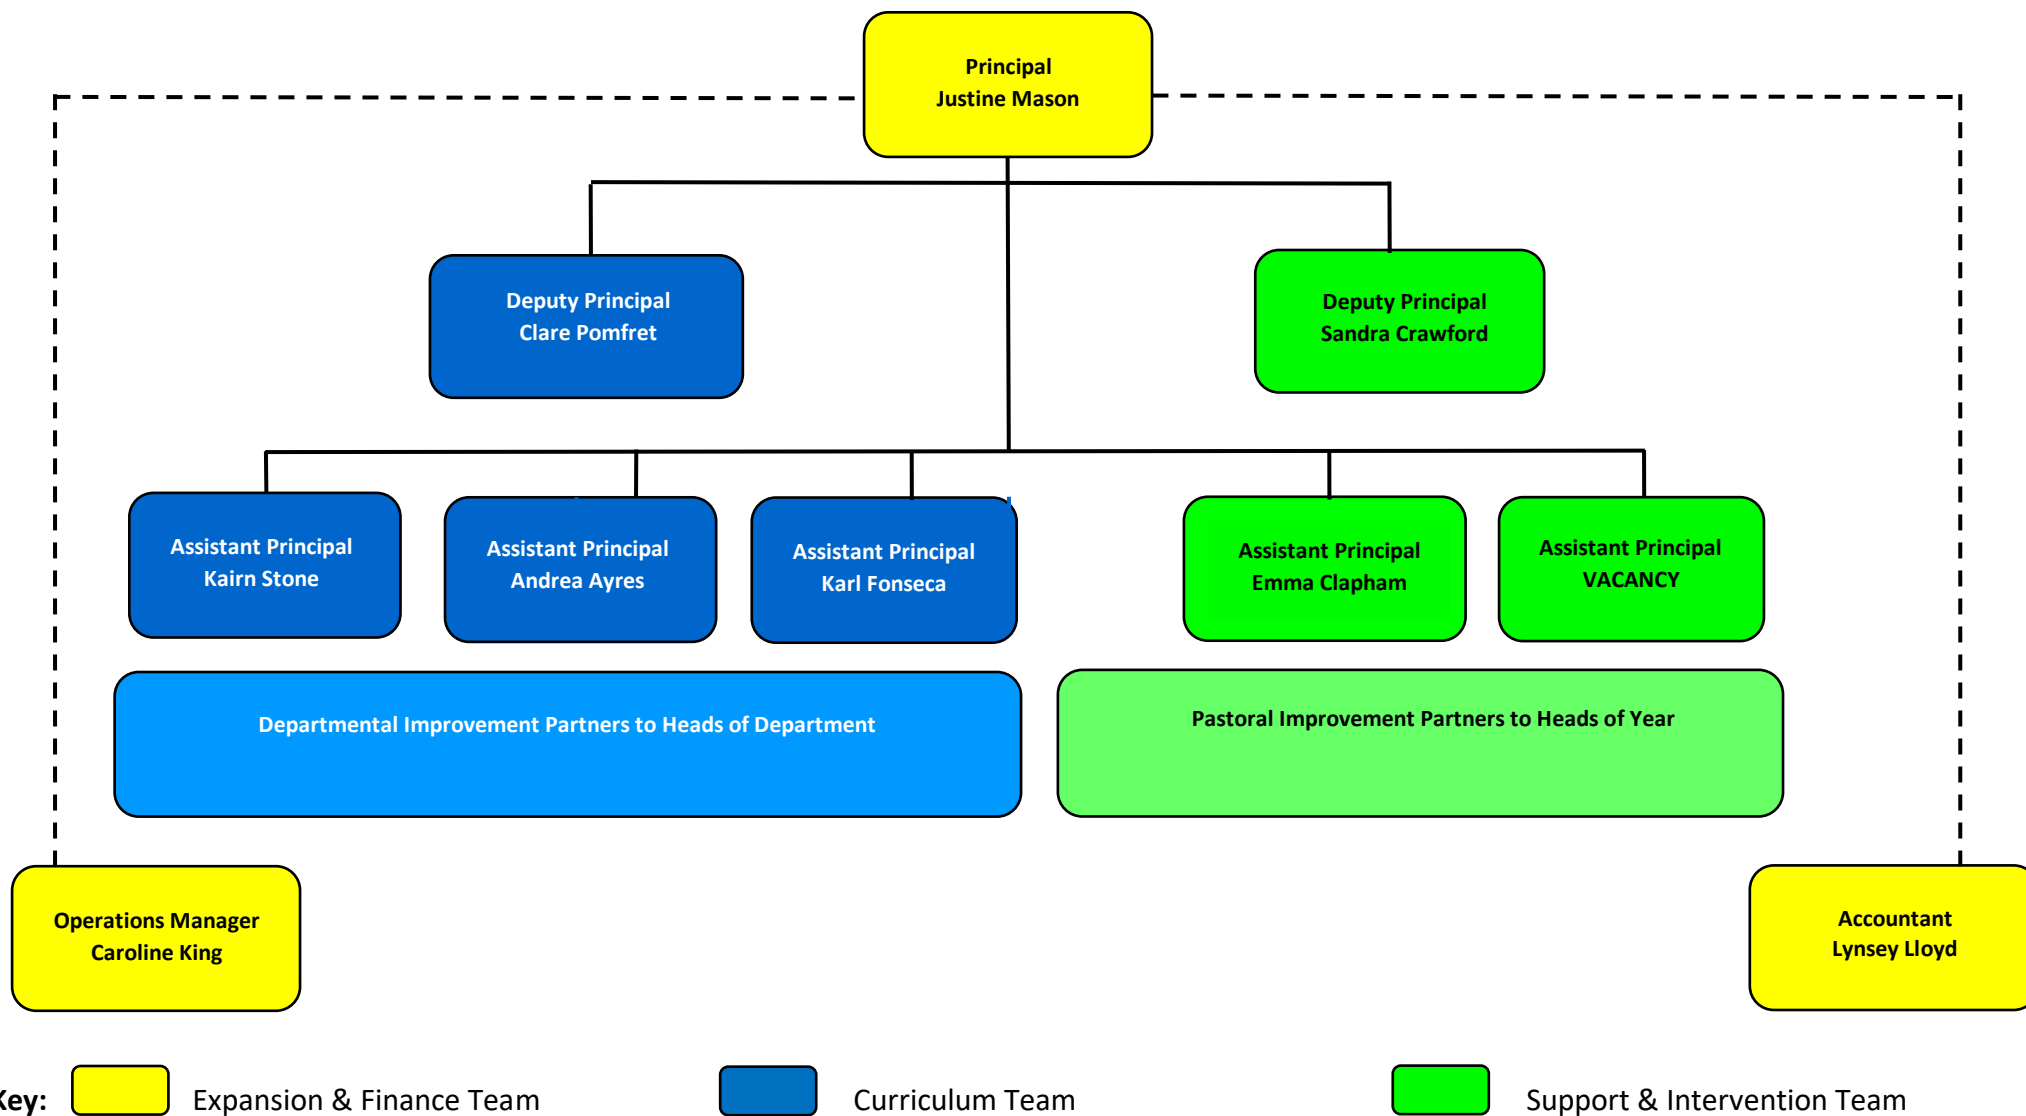 Principal
Justine Mason
Deputy Principal
Clare Pomfret
Deputy Principal
Sandra Crawford
Assistant Principal
Kairn Stone
Assistant Principal
Andrea Ayres
Assistant Principal
Karl Fonseca
Assistant Principal
Emma Clapham
Assistant Principal
VACANCY
Departmental Improvement Partners to Heads of Department
Pastoral Improvement Partners to Heads of Year
Operations Manager
Caroline King
Accountant
Lynsey Lloyd
Key:
Expansion & Finance Team
Curriculum Team
Support & Intervention Team